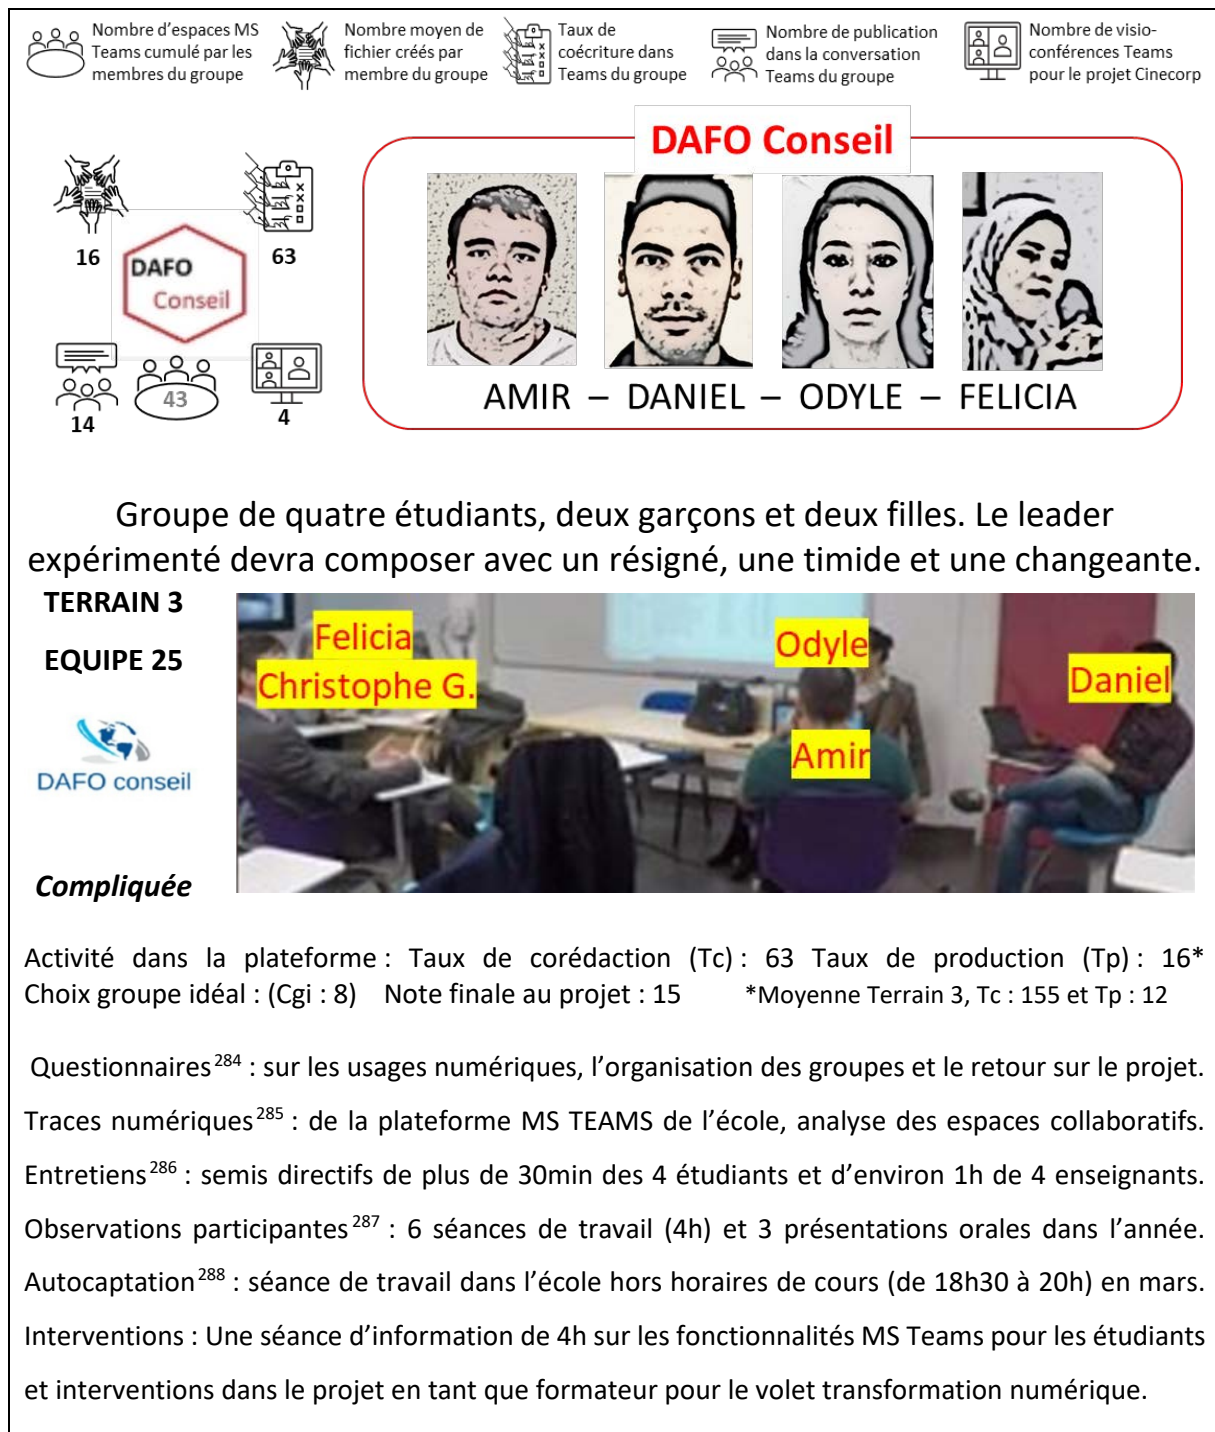 Nombre d'espaces MS
Teams cumulé par les
membres du groupe
Nombre moyen de
fichier créés par
membre du groupe
Taux de
coécriture dans
Teams du groupe
Nombre de publication
dans la conversation
Teams du groupe
Nombre de visio-
conférences Teams
pour le projet Cinecorp
16
63
DAFO
Conseil
14
43
4
DAFO Conseil
AMIR – DANIEL – ODYLE – FELICIA
Groupe de quatre étudiants, deux garçons et deux filles. Le leader
expérimenté devra composer avec un résigné, une timide et une changeante.
TERRAIN 3
EQUIPE 25
DAFO conseil
Compliquée
Felicia
Christophe G.
Odyle
Amir
Daniel
Activité dans la plateforme : Taux de corédaction (Tc) : 63 Taux de production (Tp) : 16*
Choix groupe idéal : (Cgi : 8) Note finale au projet : 15 *Moyenne Terrain 3, Tc : 155 et Tp : 12
Questionnaires284 : sur les usages numériques, l'organisation des groupes et le retour sur le projet.
Traces numériques285 : de la plateforme MS TEAMS de l'école, analyse des espaces collaboratifs.
Entretiens286 : semis directifs de plus de 30min des 4 étudiants et d'environ 1h de 4 enseignants.
Observations participantes287 : 6 séances de travail (4h) et 3 présentations orales dans l'année.
Autocaptation288 : séance de travail dans l'école hors horaires de cours (de 18h30 à 20h) en mars.
Interventions : Une séance d'information de 4h sur les fonctionnalités MS Teams pour les étudiants
et interventions dans le projet en tant que formateur pour le volet transformation numérique.